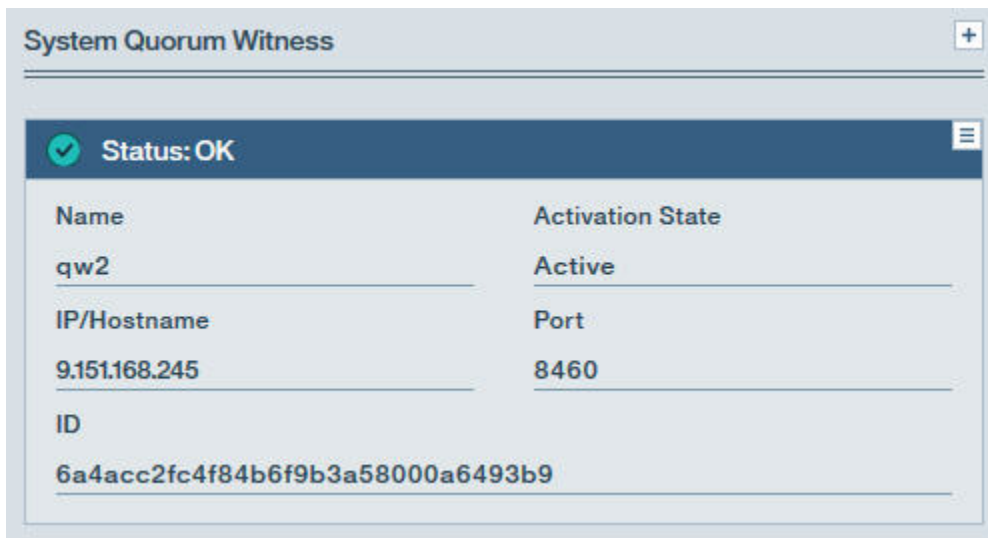 System Quorum Witness
Status: OK
Name
Activation State
qw2
Active
IP/Hostname
Port
9.151.168.245
8460
ID
6a4acc2fc4f84b6f9b3a58000a6493b9